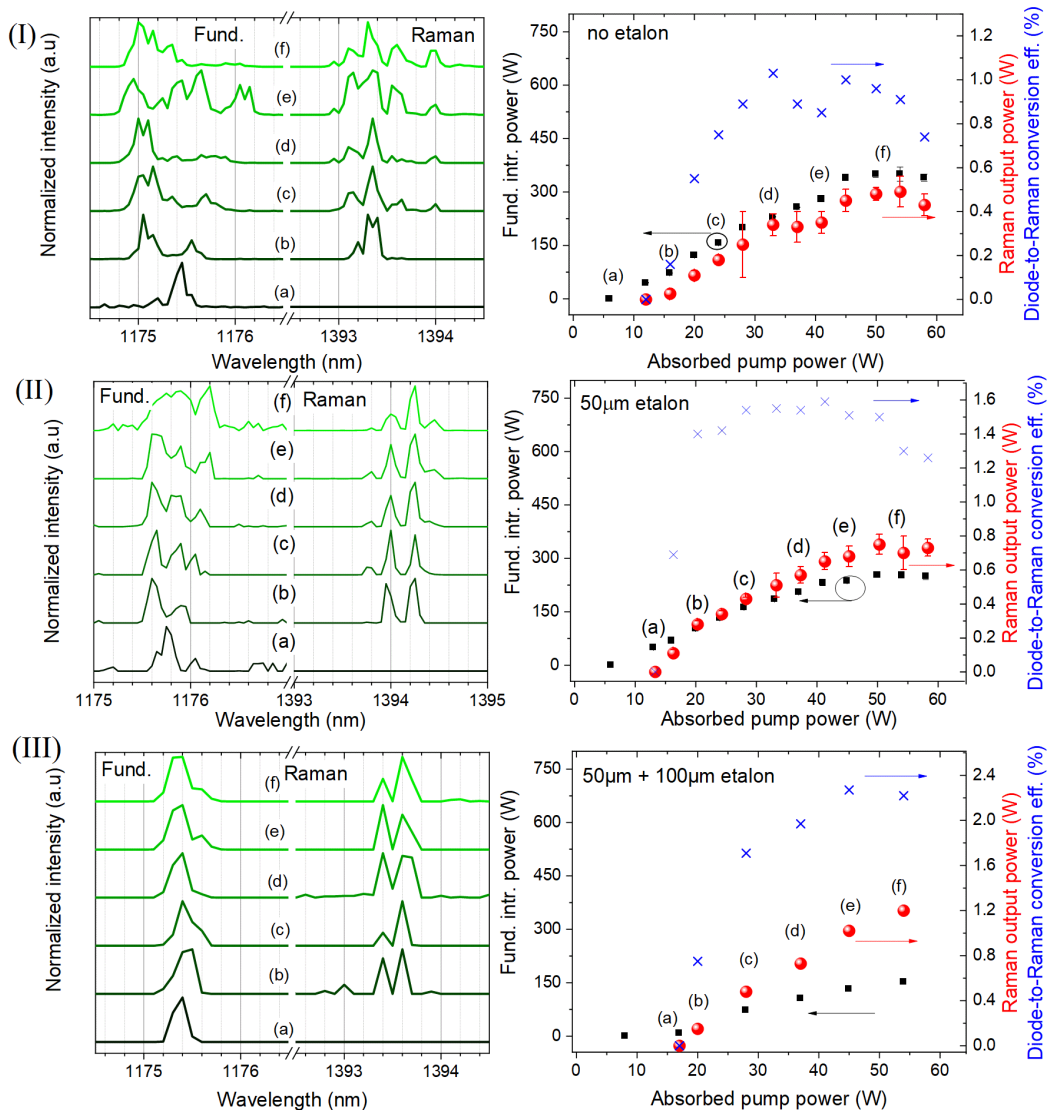 (I)
Normalized intensity (a.u)
Fund.
Raman
(f)
(e)
(d)
(c)
(b)
(a)
1175
1176
1393
1394
Wavelength (nm)
no etalon
Fund. intr. power (W)
750
600
450
300
150
0
(a)
(b)
(c)
(d)
(e)
(f)
0
10
20
30
40
50
60
Absorbed pump power (W)
1.2
1.0
0.8
0.6
0.4
0.2
0.0
Raman output power (W)
Diode-to-Raman conversion eff. (%)
(II)
Normalized intensity (a.u)
Fund.
Raman
(f)
(e)
(d)
(c)
(b)
(a)
1175
1176
1393
1394
1395
Wavelength (nm)
50μm etalon
Fund. intr. power (W)
750
600
450
300
150
0
(a)
(b)
(c)
(d)
(e)
(f)
0
10
20
30
40
50
60
Absorbed pump power (W)
1.6
1.4
1.2
1.0
0.8
0.6
0.4
0.2
0.0
Raman output power (W)
Diode-to-Raman conversion eff. (%)
(III)
Normalized intensity (a.u)
Fund.
Raman
(f)
(e)
(d)
(c)
(b)
(a)
1175
1393
1394
Wavelength (nm)
50μm + 100μm etalon
Fund. intr. power (W)
750
600
450
300
150
0
(a)
(b)
(c)
(d)
(e)
(f)
0
10
20
30
40
50
60
Absorbed pump power (W)
2.4
2.0
1.6
1.2
0.8
0.4
0.0
Raman output power (W)
Diode-to-Raman conversion eff. (%)